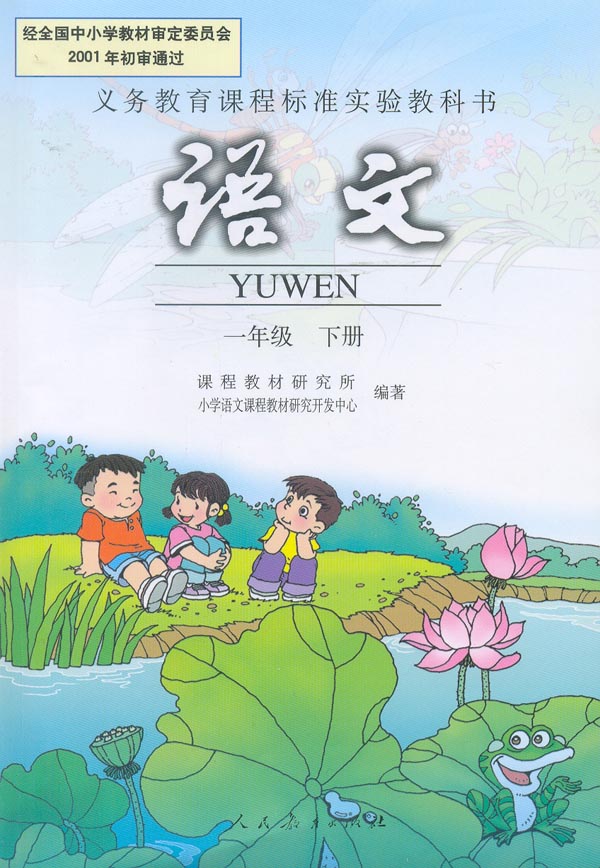 经全国中小学教材审定委员会
2001年初审通过
义务教育课程标准实验教科书
语文
YUWEN
一年级 下册
课程教材研究所
小学语文课程教材研究开发中心
编著
人民教育出版社